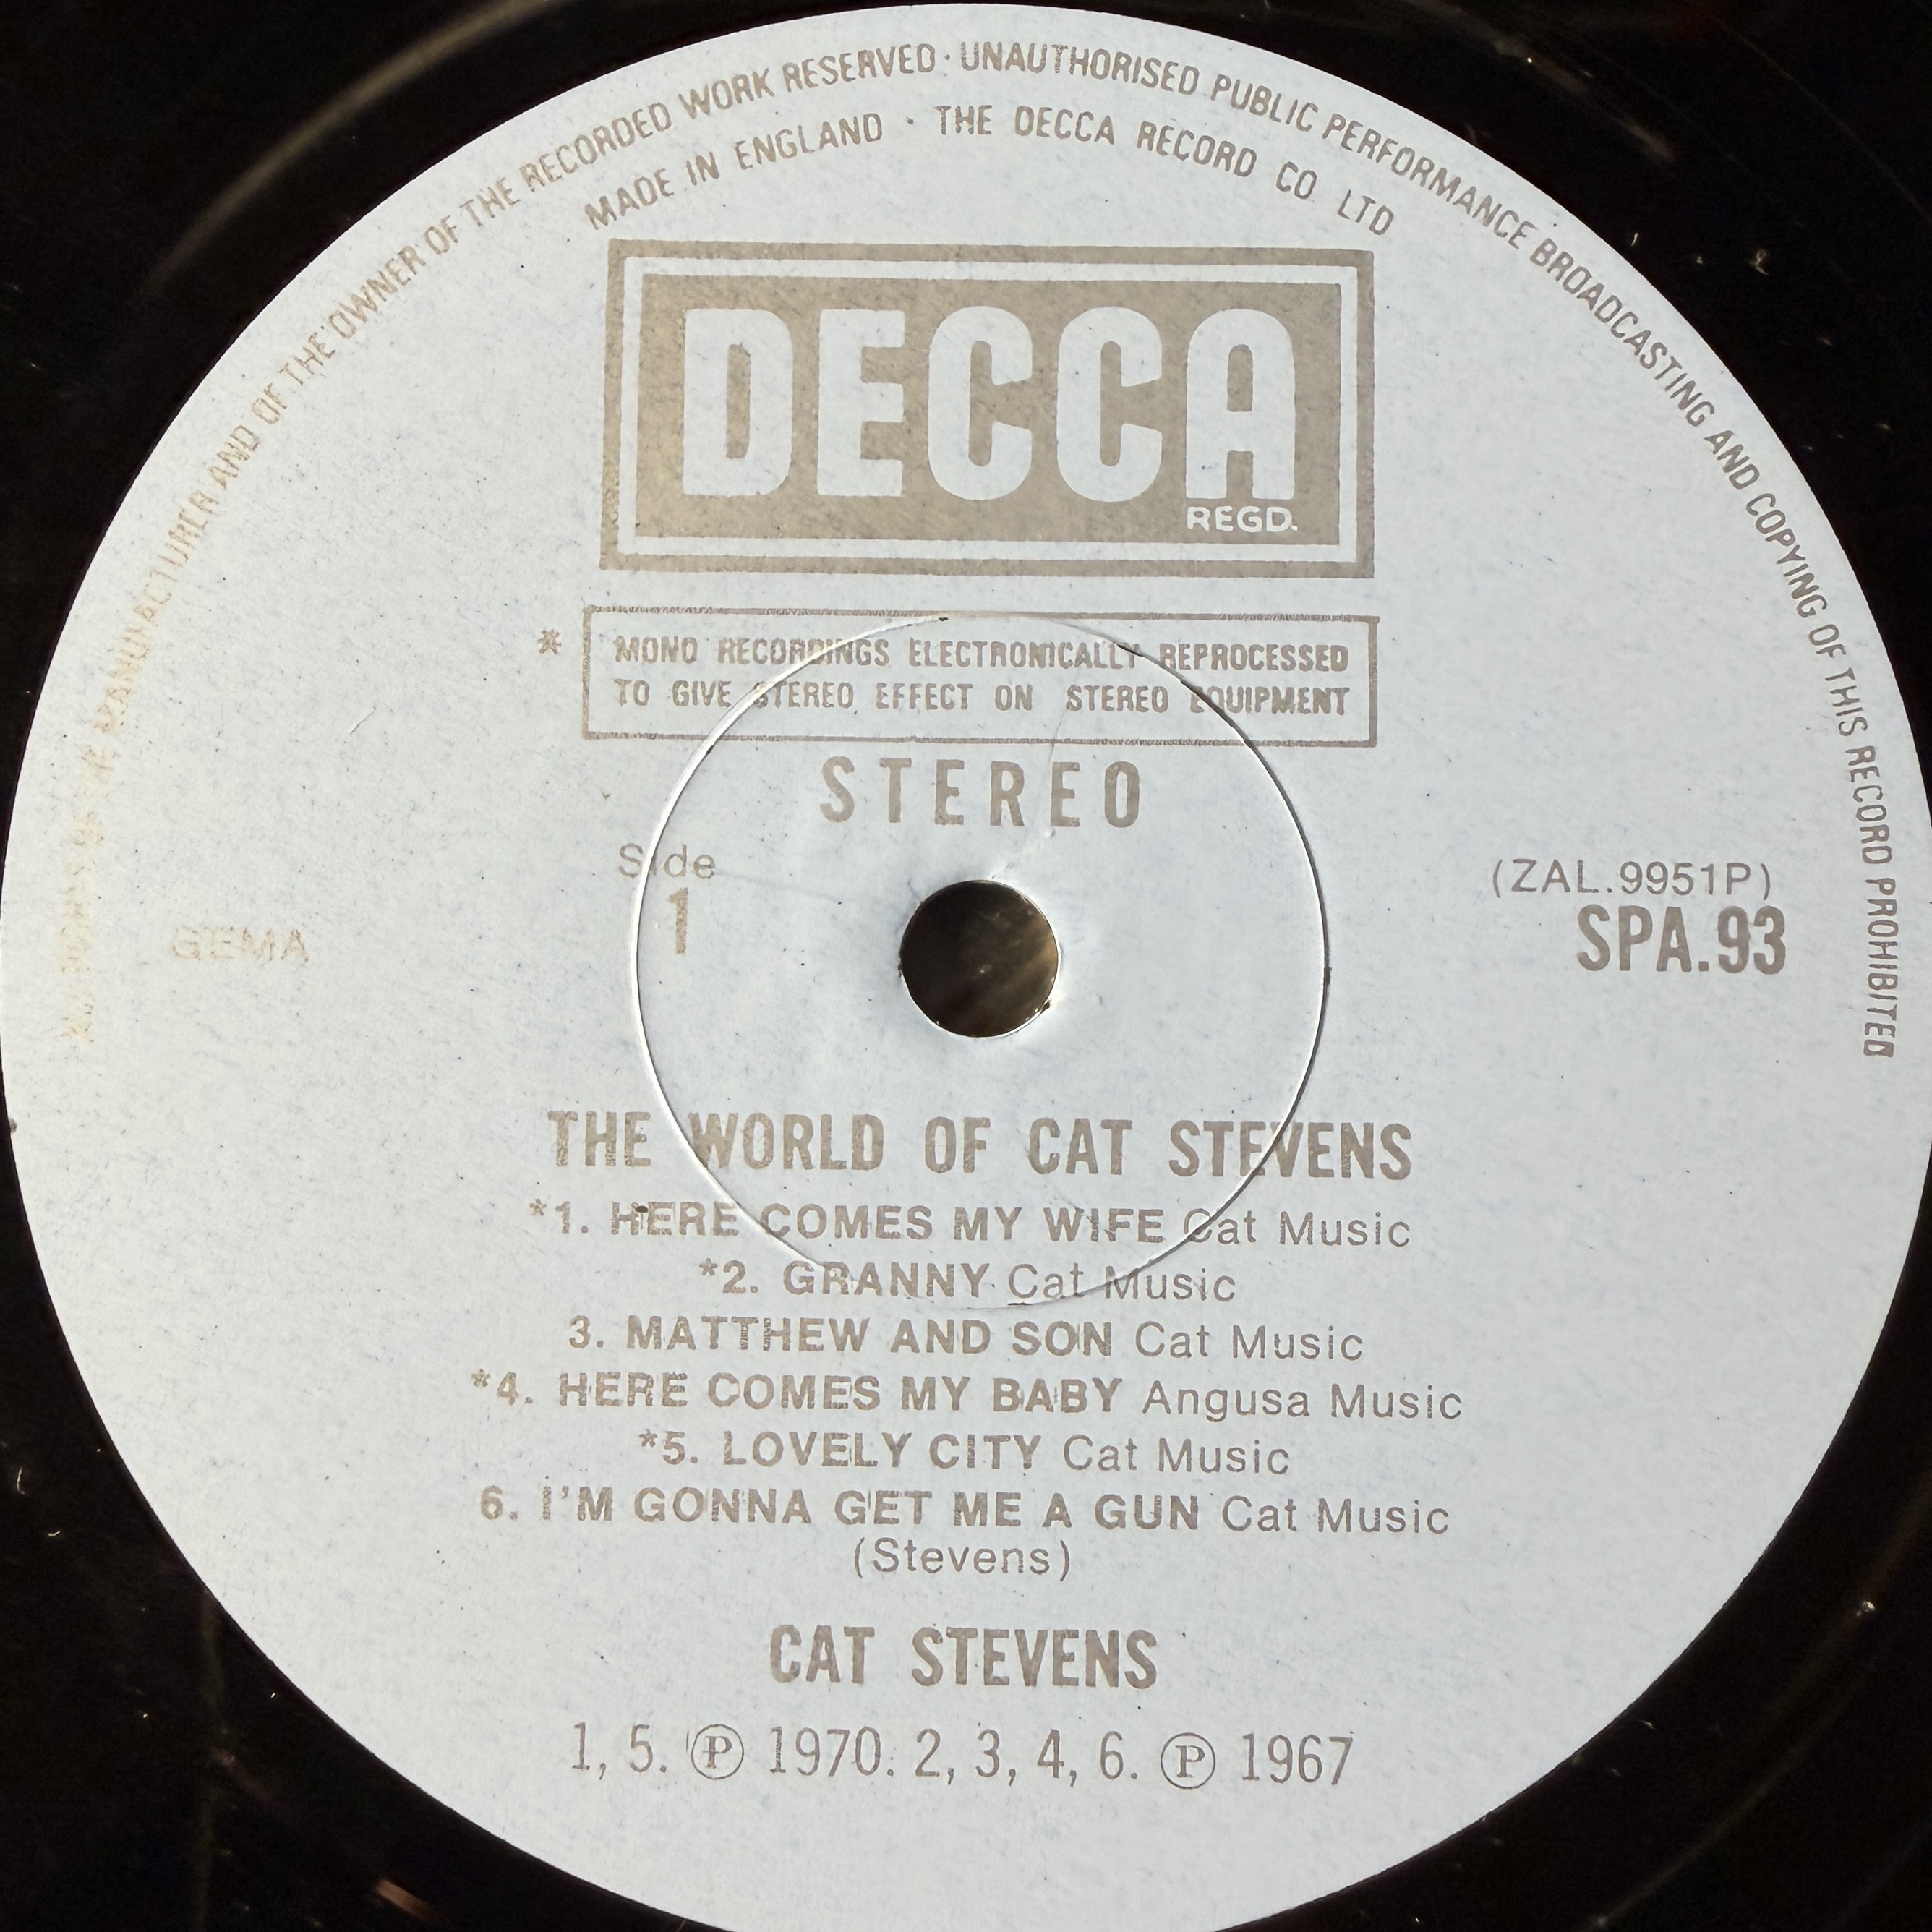 ALL RIGHTS OF THE MANUFACTURER AND OF THE OWNER OF THE RECORDED WORK RESERVED · UNAUTHORISED PUBLIC PERFORMANCE BROADCASTING AND COPYING OF THIS RECORD PROHIBITED
MADE IN ENGLAND · THE DECCA RECORD CO LTD
DECCA
REGD.
* MONO RECORDINGS ELECTRONICALLY REPROCESSED
TO GIVE STEREO EFFECT ON STEREO EQUIPMENT
STEREO
Side
1
(ZAL.9951P)
GEMA
SPA.93
THE WORLD OF CAT STEVENS
*1. HERE COMES MY WIFE Cat Music
*2. GRANNY Cat Music
3. MATTHEW AND SON Cat Music
*4. HERE COMES MY BABY Angusa Music
*5. LOVELY CITY Cat Music
6. I'M GONNA GET ME A GUN Cat Music
(Stevens)
CAT STEVENS
1, 5. Ⓟ 1970. 2, 3, 4, 6. Ⓟ 1967